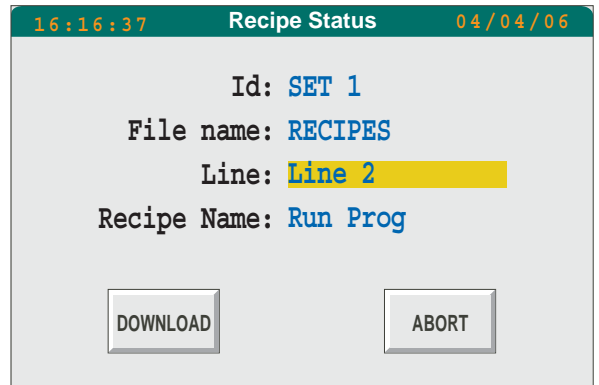 16:16:37 Recipe Status 04/04/06
Id: SET 1
File name: RECIPES
Line: Line 2
Recipe Name: Run Prog
DOWNLOAD ABORT